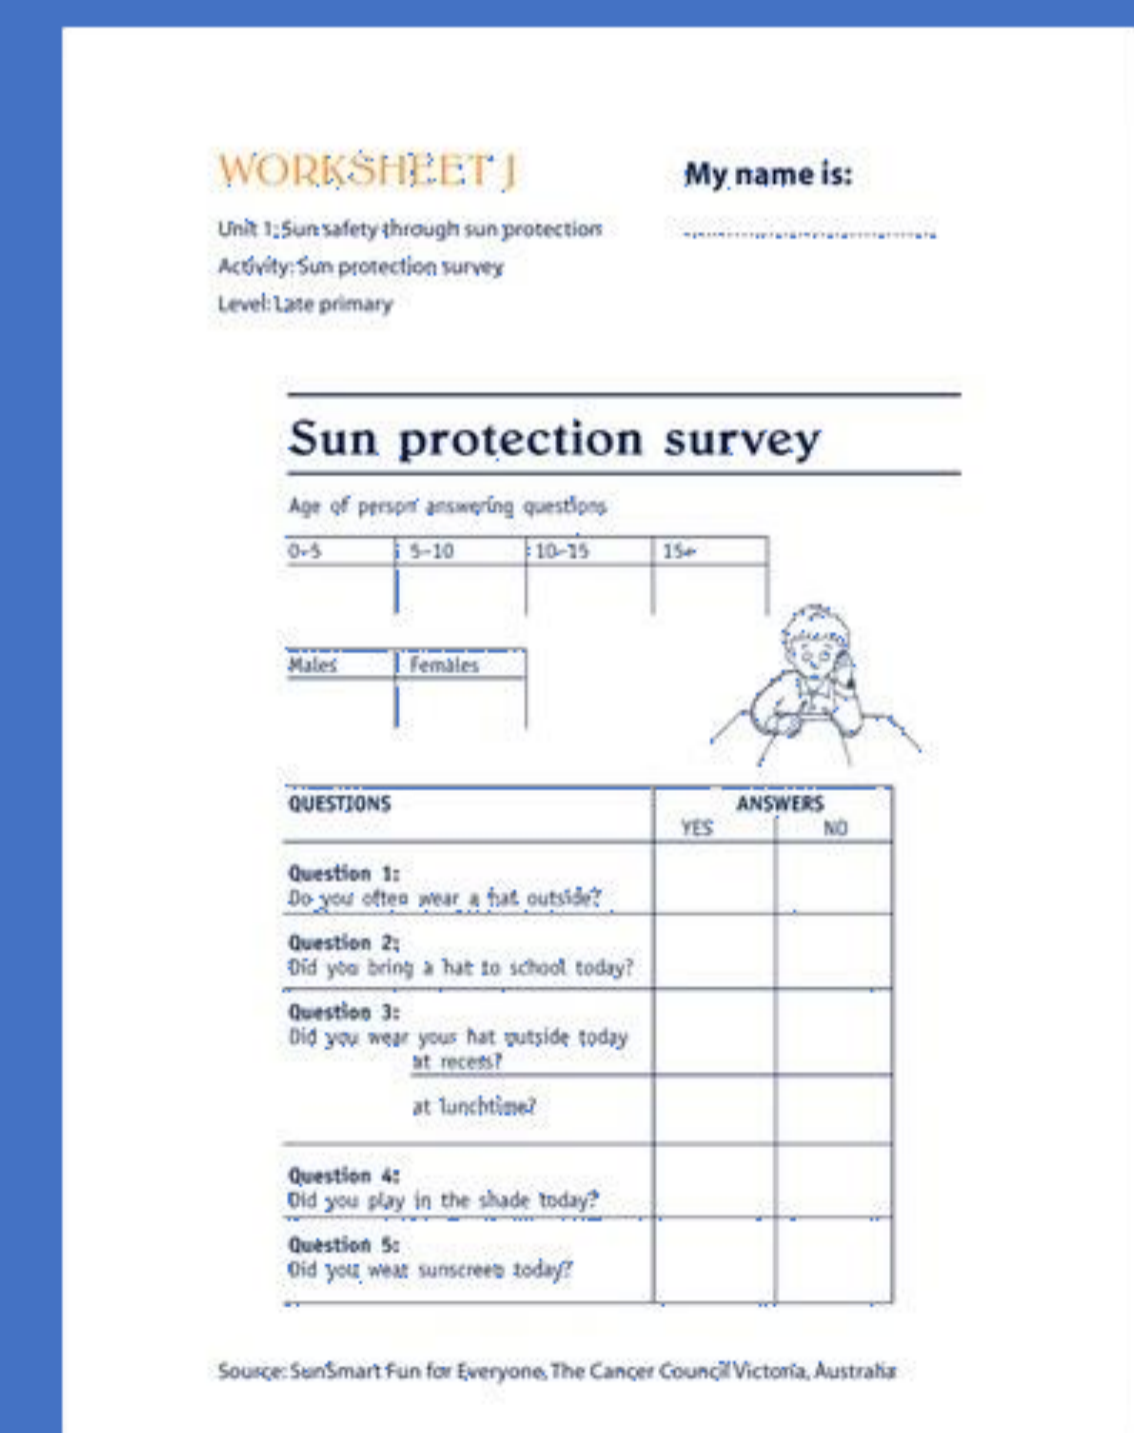 WORKSHEET J
My name is:
Unit 1: Sun safety through sun protection
Activity: Sun protection survey
Level: Late primary
Sun protection survey
Age of person answering questions
0-5 5-10 10-15 15+
Males Females
QUESTIONS ANSWERS
YES NO
Question 1:
Do you often wear a hat outside?
Question 2:
Did you bring a hat to school today?
Question 3:
Did you wear your hat outside today
at recess?
at lunchtime?
Question 4:
Did you play in the shade today?
Question 5:
Did you wear sunscreen today?
Source: SunSmart Fun for Everyone, The Cancer Council Victoria, Australia